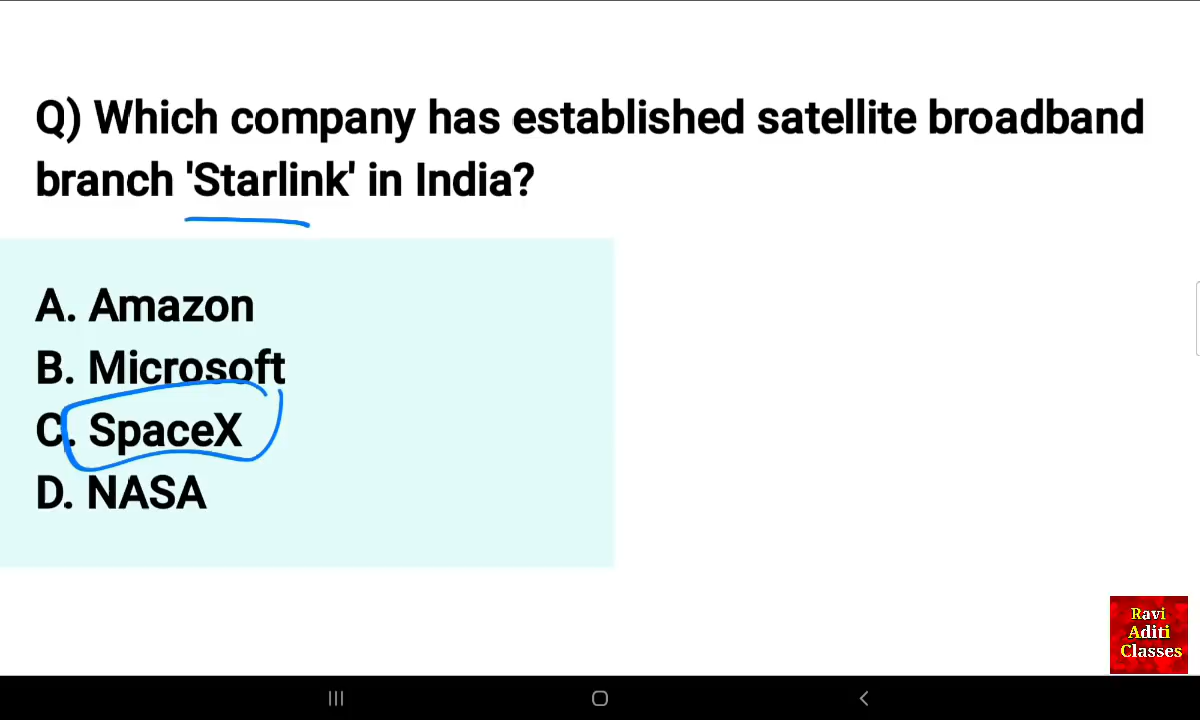 Q) Which company has established satellite broadband
branch 'Starlink' in India?
A. Amazon
B. Microsoft
C. SpaceX
D. NASA
Ravi
Aditi
Classes